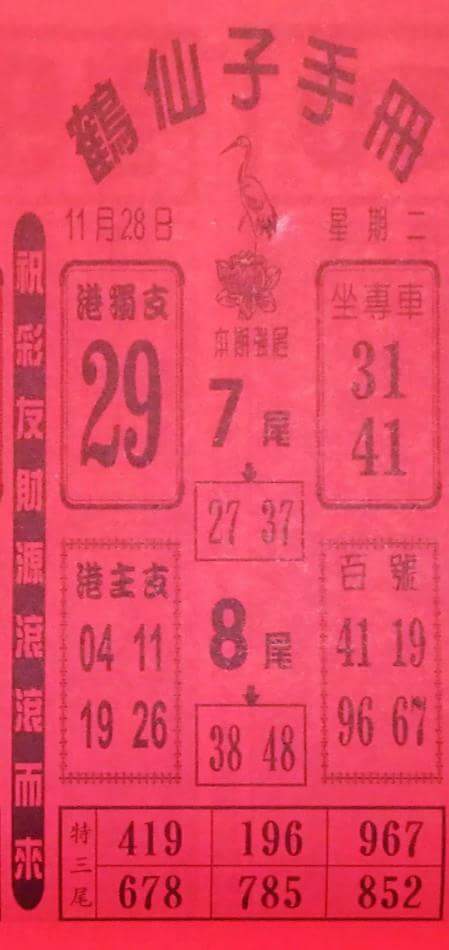 鶴仙子手冊
11月28日
星期二
祝彩友財源滾滾而來
港獨支
29
本期強尾
7尾
27 37
坐專車
31
41
港主支
04 11
19 26
8尾
38 48
百號
41 19
96 67
特三尾
419 196 967
678 785 852